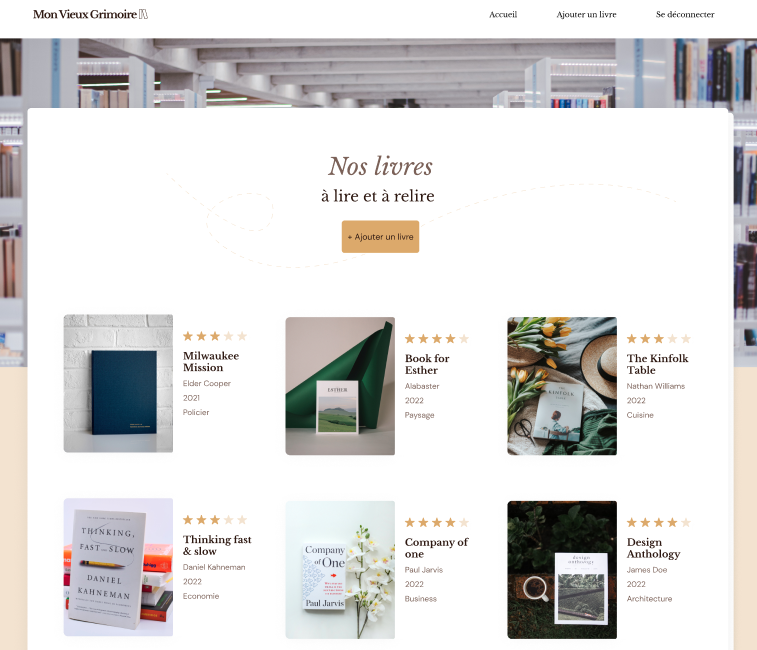 Mon Vieux Grimoire
Accueil
Ajouter un livre
Se déconnecter
Nos livres
à lire et à relire
+ Ajouter un livre
Milwaukee
Mission
Elder Cooper
2021
Policier
Book for
Esther
Alabaster
2022
Paysage
ESTHER
The Kinfolk
Table
Nathan Williams
2022
Cuisine
KINFOLK
Thinking fast
& slow
Daniel Kahneman
2022
Economie
THINKING,
FAST AND SLOW
DANIEL
KAHNEMAN
Company of
one
Paul Jarvis
2022
Business
Company
of One
Paul Jarvis
Design
Anthology
James Doe
2022
Architecture
design
anthology